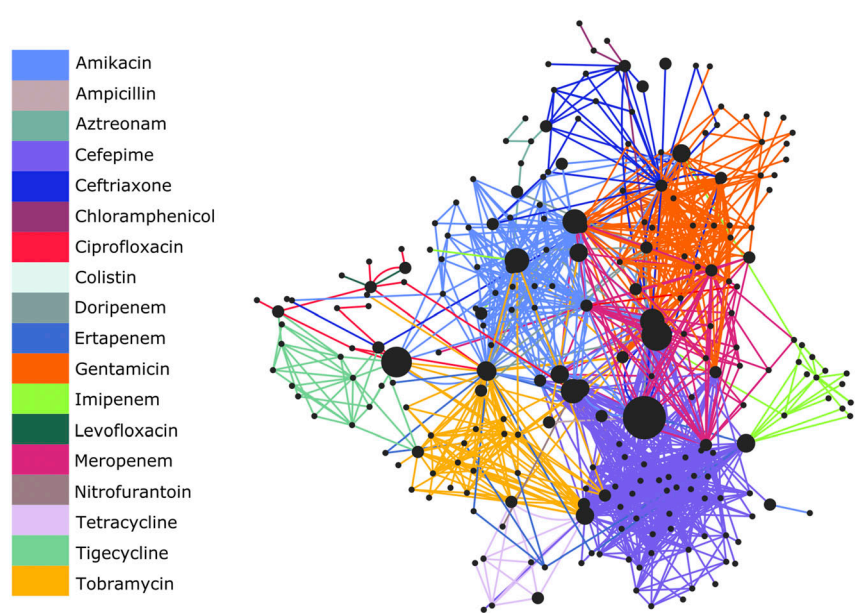 Amikacin
Ampicillin
Aztreonam
Cefepime
Ceftriaxone
Chloramphenicol
Ciprofloxacin
Colistin
Doripenem
Ertapenem
Gentamicin
Imipenem
Levofloxacin
Meropenem
Nitrofurantoin
Tetracycline
Tigecycline
Tobramycin